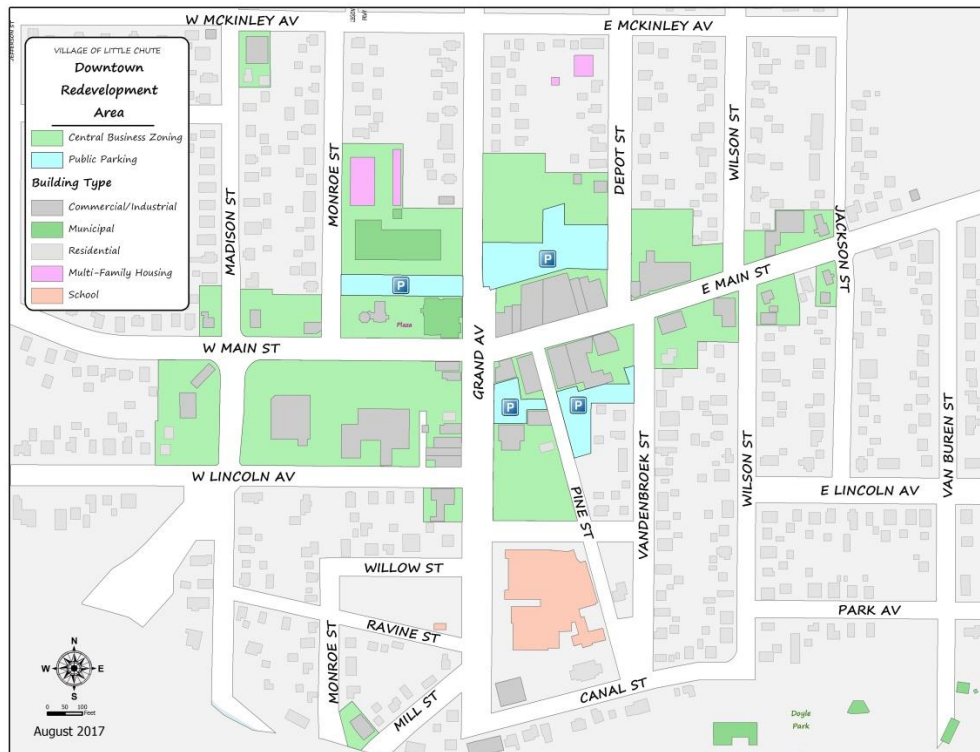 W MCKINLEY AV
E MCKINLEY AV
VILLAGE OF LITTLE CHUTE
Downtown
Redevelopment
Area
Central Business Zoning
Public Parking
Building Type
Commercial/Industrial
Municipal
Residential
Multi-Family Housing
School
MADISON ST
MONROE ST
DEPOT ST
WILSON ST
JACKSON ST
P
P
E MAIN ST
Plaza
W MAIN ST
GRAND AV
P
P
VAN BUREN ST
W LINCOLN AV
E LINCOLN AV
PINE ST
VANDENBROEK ST
WILSON ST
WILLOW ST
PARK AV
RAVINE ST
MONROE ST
MILL ST
CANAL ST
Doyle
Park
N
W
E
S
0 50 100
Feet
August 2017